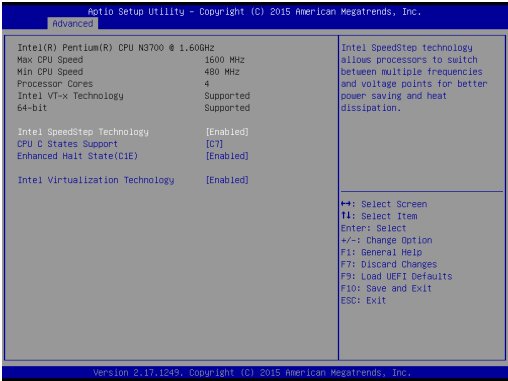 Aptio Setup Utility – Copyright (C) 2015 American Megatrends, Inc.
Advanced
Intel(R) Pentium(R) CPU N3700 @ 1.60GHz
Max CPU Speed 1600 MHz
Min CPU Speed 480 MHz
Processor Cores 4
Intel VT-x Technology Supported
64-bit Supported
Intel SpeedStep Technology [Enabled]
CPU C States Support [C7]
Enhanced Halt State(C1E) [Enabled]
Intel Virtualization Technology [Enabled]
Intel SpeedStep technology
allows processors to switch
between multiple frequencies
and voltage points for better
power saving and heat
dissipation.
↔: Select Screen
↑↓: Select Item
Enter: Select
+/-: Change Option
F1: General Help
F7: Discard Changes
F9: Load UEFI Defaults
F10: Save and Exit
ESC: Exit
Version 2.17.1249. Copyright (C) 2015 American Megatrends, Inc.